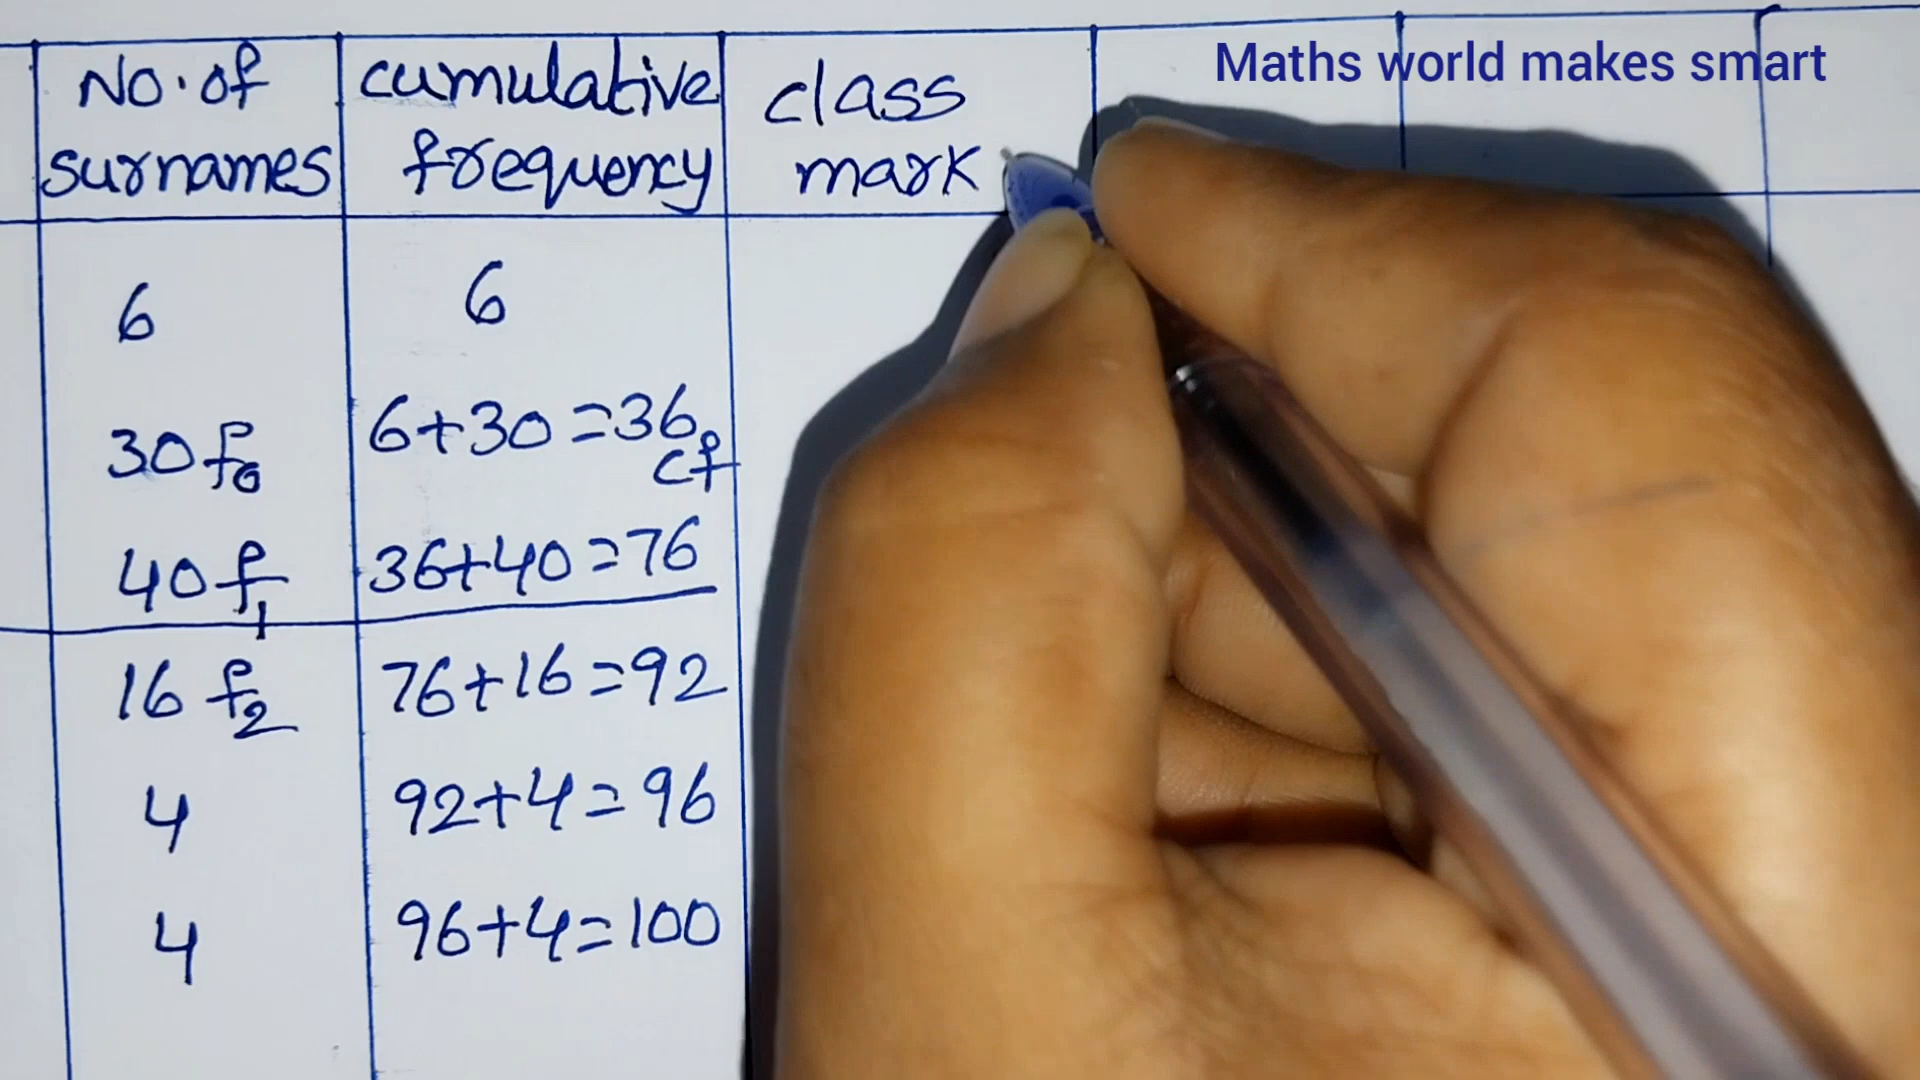 Maths world makes smart
No. of surnames | cumulative frequency | class mark
6 | 6
30 f₀ | 6+30=36 cf
40 f₁ | 36+40=76
16 f₂ | 76+16=92
4 | 92+4=96
4 | 96+4=100